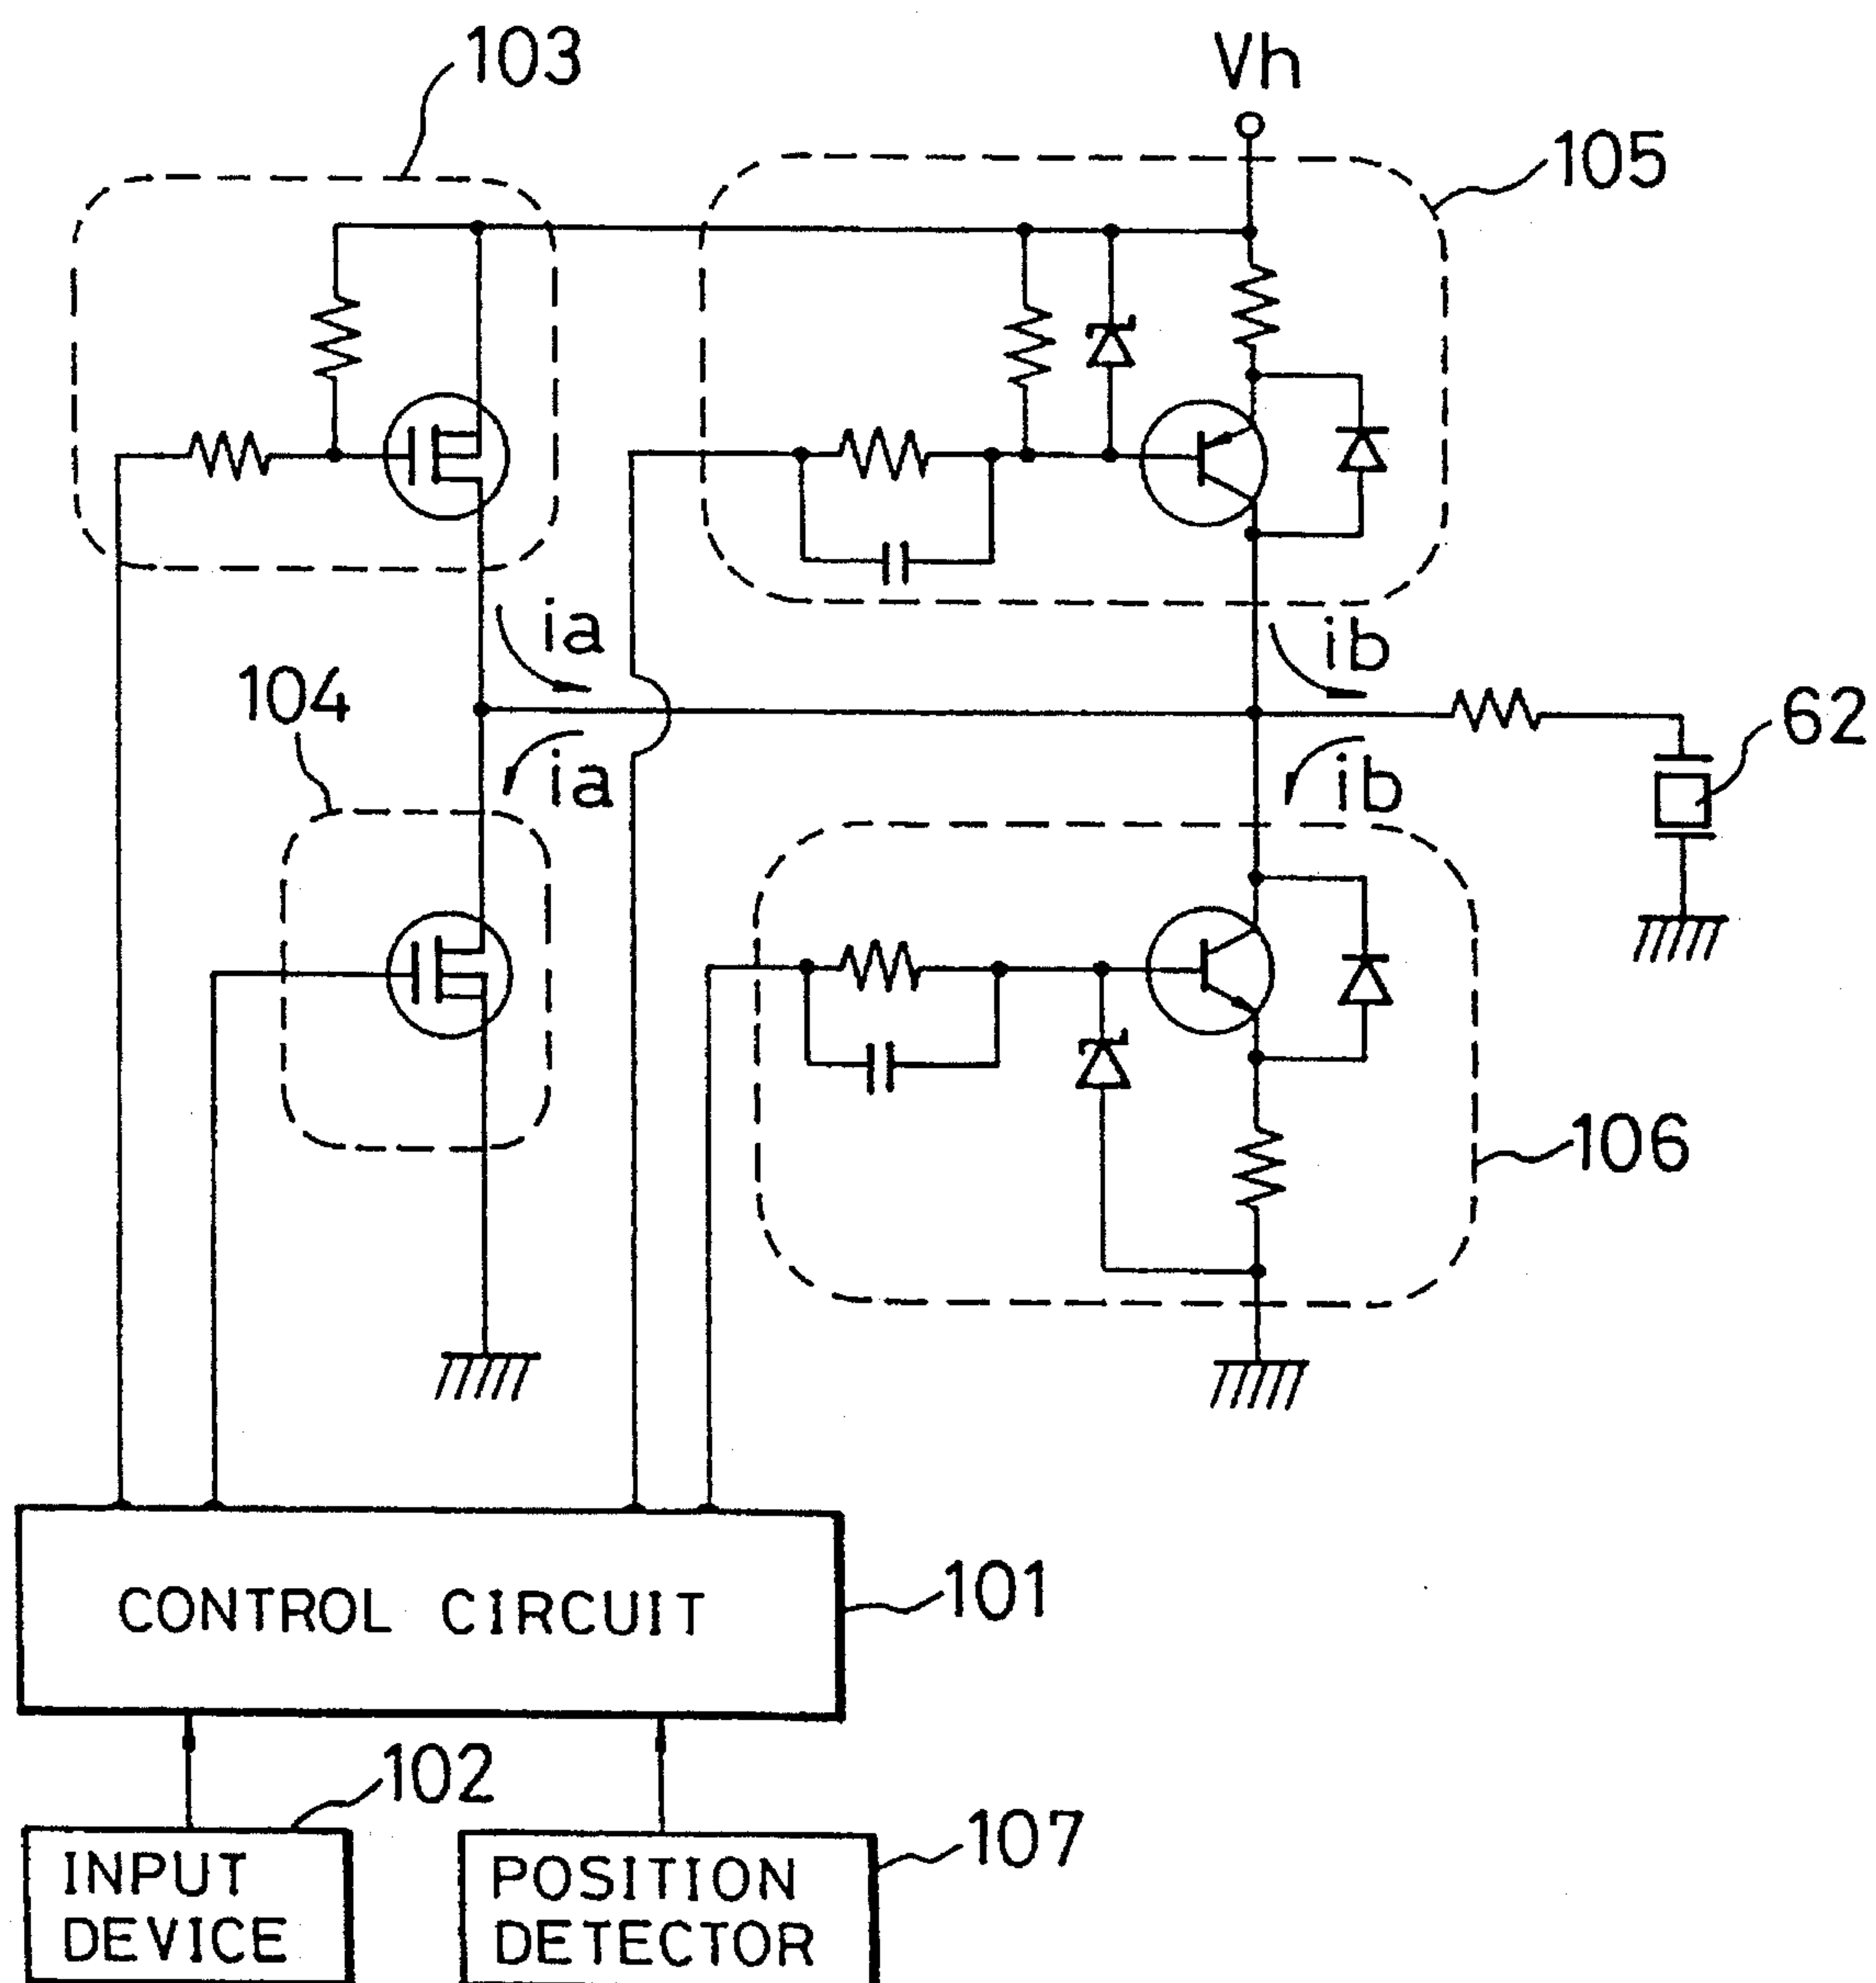 103
Vh
105
ia
ib
104
62
ia
ib
106
CONTROL CIRCUIT
101
102
107
INPUT
DEVICE
POSITION
DETECTOR